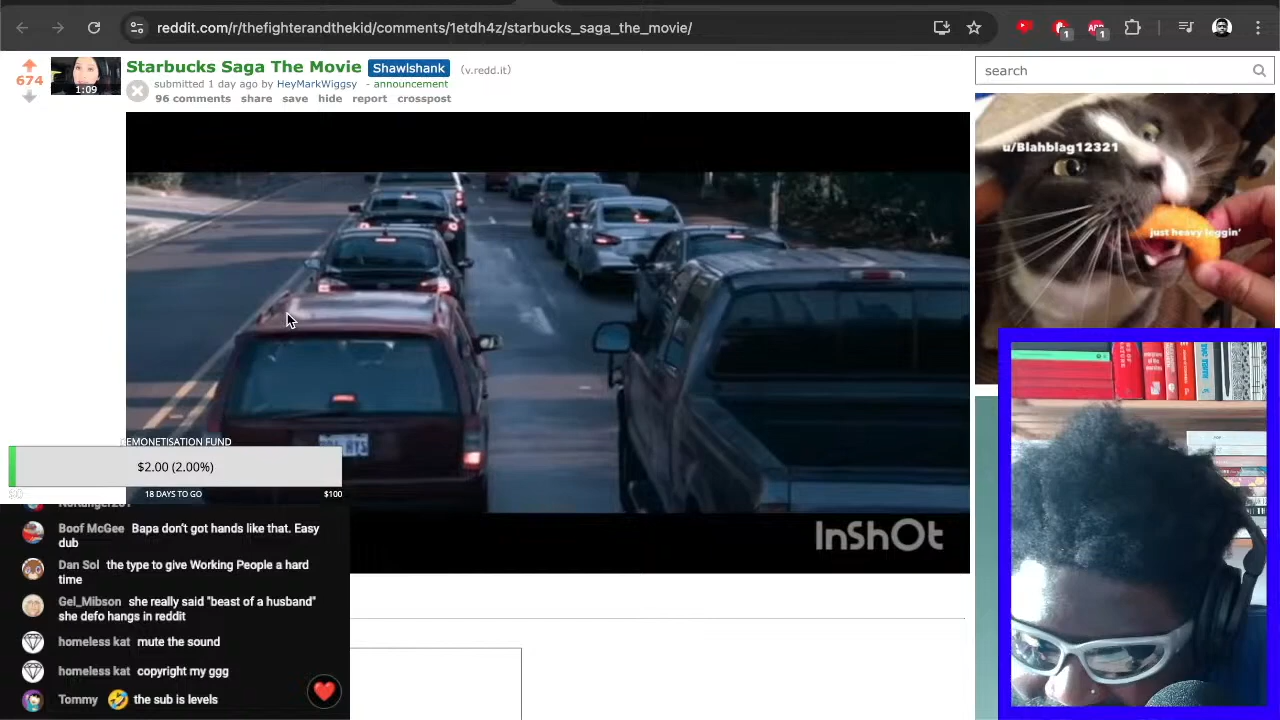 reddit.com/r/thefighterandthekid/comments/1etdh4z/starbucks_saga_the_movie/
1
1
674
1:09
Starbucks Saga The Movie Shawlshank (v.redd.it)
submitted 1 day ago by HeyMarkWiggsy - announcement
96 comments share save hide report crosspost
search
u/Blahblag12321
just heavy leggin'
InShOt
EMONETISATION FUND
$2.00 (2.00%)
18 DAYS TO GO
$100
Boof McGee Bapa don't got hands like that. Easy
dub
Dan Sol the type to give Working People a hard
time
Gel_Mibson she really said "beast of a husband"
she defo hangs in reddit
homeless kat mute the sound
homeless kat copyright my ggg
Tommy 🤣 the sub is levels